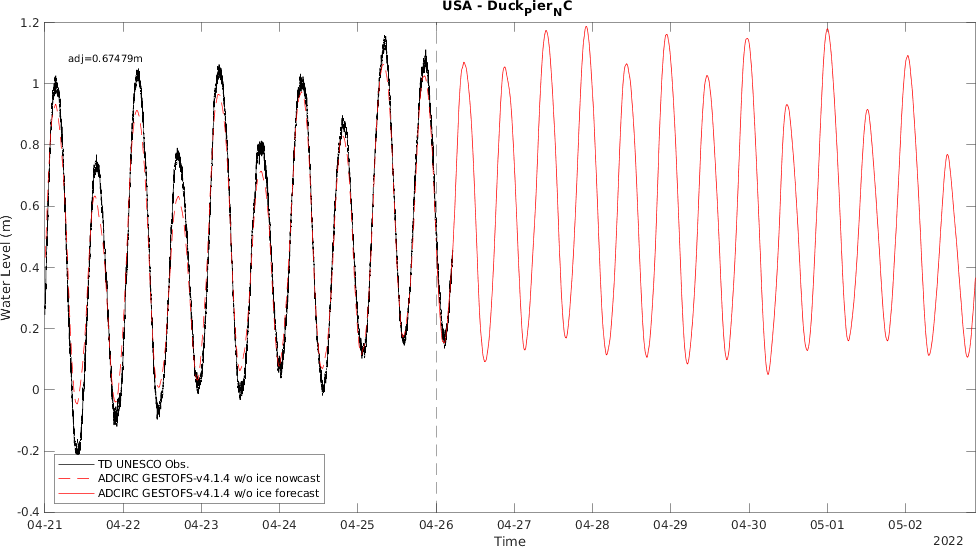 USA - DuckpierNC
adj=0.67479m
1.2
1
0.8
0.6
0.4
0.2
0
-0.2
-0.4
Water Level (m)
TD UNESCO Obs.
ADCIRC GESTOFS-v4.1.4 w/o ice nowcast
ADCIRC GESTOFS-v4.1.4 w/o ice forecast
04-21 04-22 04-23 04-24 04-25 04-26 04-27 04-28 04-29 04-30 05-01 05-02
Time
2022